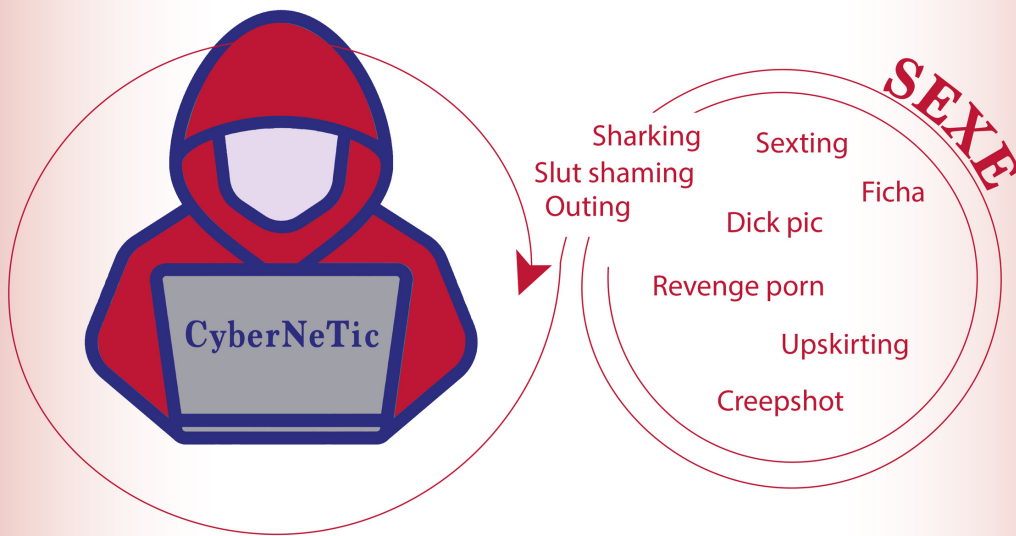 CyberNeTic
SEXE
Sharking
Sexting
Slut shaming
Ficha
Outing
Dick pic
Revenge porn
Upskirting
Creepshot